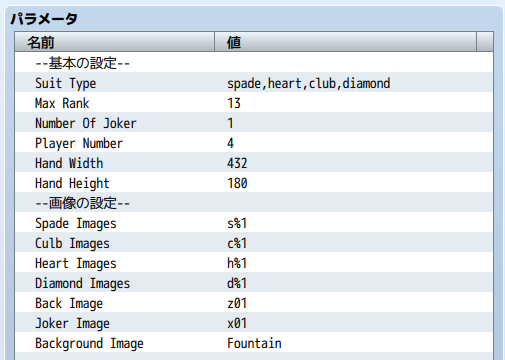 パラメータ
名前 値
--基本の設定--
Suit Type spade,heart,club,diamond
Max Rank 13
Number Of Joker 1
Player Number 4
Hand Width 432
Hand Height 180
--画像の設定--
Spade Images s%1
Culb Images c%1
Heart Images h%1
Diamond Images d%1
Back Image z01
Joker Image x01
Background Image Fountain